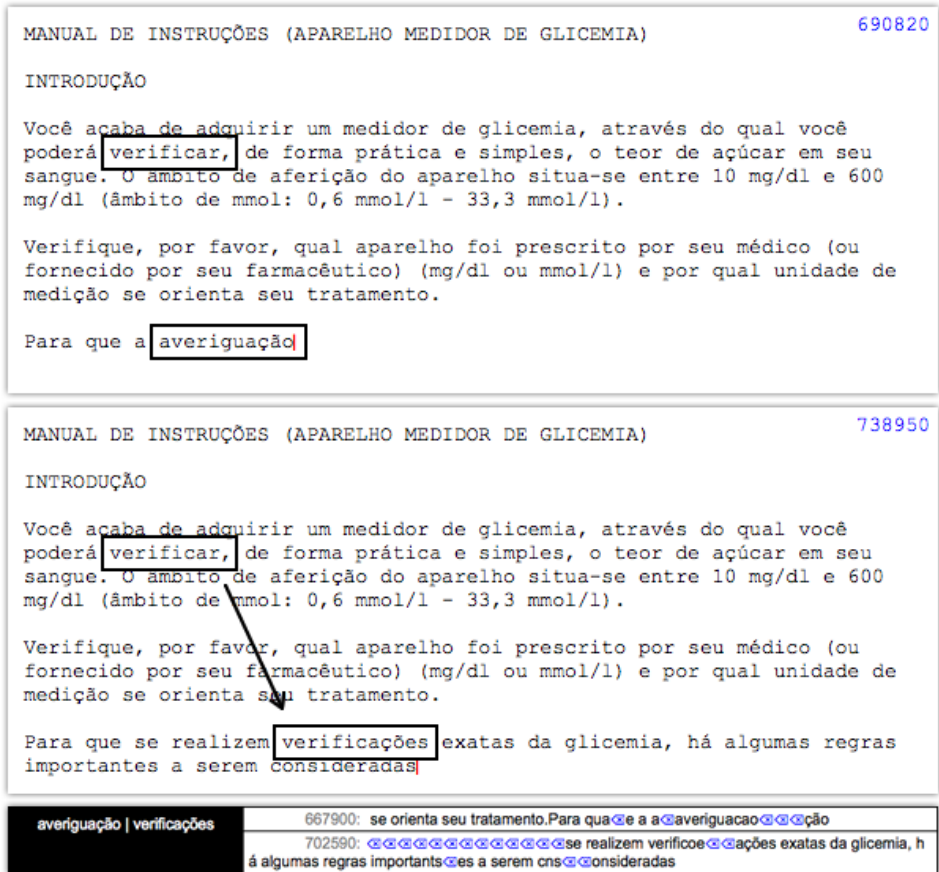 690820
MANUAL DE INSTRUÇÕES (APARELHO MEDIDOR DE GLICEMIA)
INTRODUÇÃO
Você acaba de adquirir um medidor de glicemia, através do qual você
poderá verificar, de forma prática e simples, o teor de açúcar em seu
sangue. O âmbito de aferição do aparelho situa-se entre 10 mg/dl e 600
mg/dl (âmbito de mmol: 0,6 mmol/l - 33,3 mmol/l).
Verifique, por favor, qual aparelho foi prescrito por seu médico (ou
fornecido por seu farmacêutico) (mg/dl ou mmol/l) e por qual unidade de
medição se orienta seu tratamento.
Para que a averiguação
738950
MANUAL DE INSTRUÇÕES (APARELHO MEDIDOR DE GLICEMIA)
INTRODUÇÃO
Você acaba de adquirir um medidor de glicemia, através do qual você
poderá verificar, de forma prática e simples, o teor de açúcar em seu
sangue. O âmbito de aferição do aparelho situa-se entre 10 mg/dl e 600
mg/dl (âmbito de mmol: 0,6 mmol/l - 33,3 mmol/l).
Verifique, por favor, qual aparelho foi prescrito por seu médico (ou
fornecido por seu farmacêutico) (mg/dl ou mmol/l) e por qual unidade de
medição se orienta seu tratamento.
Para que se realizem verificações exatas da glicemia, há algumas regras
importantes a serem consideradas
averiguação | verificações
667900: se orienta seu tratamento.Para qua⌫e a a⌫averiguacao⌫⌫⌫ção
702590: ⌫⌫⌫⌫⌫⌫⌫⌫⌫⌫⌫⌫⌫se realizem verificoe⌫⌫ações exatas da glicemia, h
á algumas regras importants⌫es a serem cns⌫⌫onsideradas